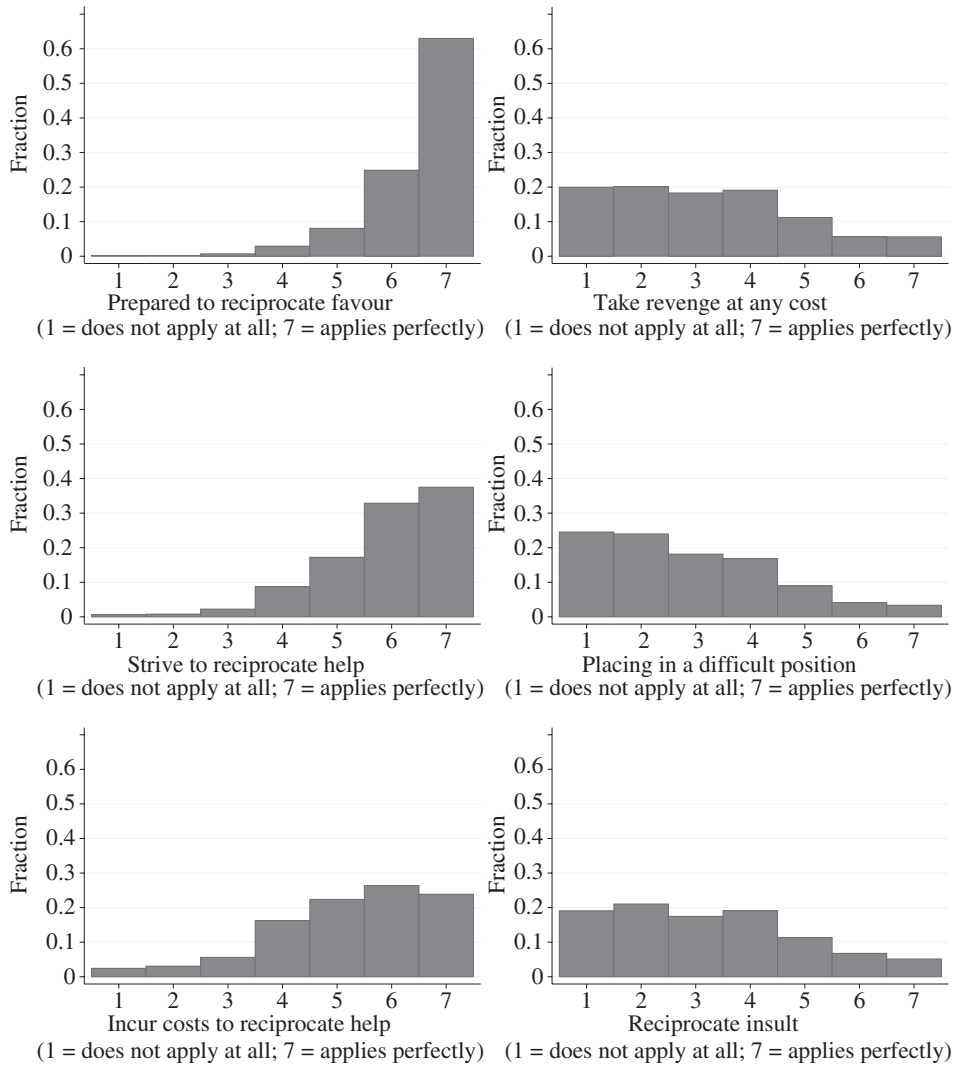 Fraction
0.6
0.5
0.4
0.3
0.2
0.1
0
1 2 3 4 5 6 7
Prepared to reciprocate favour
(1 = does not apply at all; 7 = applies perfectly)
Fraction
0.6
0.5
0.4
0.3
0.2
0.1
0
1 2 3 4 5 6 7
Take revenge at any cost
(1 = does not apply at all; 7 = applies perfectly)
Fraction
0.6
0.5
0.4
0.3
0.2
0.1
0
1 2 3 4 5 6 7
Strive to reciprocate help
(1 = does not apply at all; 7 = applies perfectly)
Fraction
0.6
0.5
0.4
0.3
0.2
0.1
0
1 2 3 4 5 6 7
Placing in a difficult position
(1 = does not apply at all; 7 = applies perfectly)
Fraction
0.6
0.5
0.4
0.3
0.2
0.1
0
1 2 3 4 5 6 7
Incur costs to reciprocate help
(1 = does not apply at all; 7 = applies perfectly)
Fraction
0.6
0.5
0.4
0.3
0.2
0.1
0
1 2 3 4 5 6 7
Reciprocate insult
(1 = does not apply at all; 7 = applies perfectly)